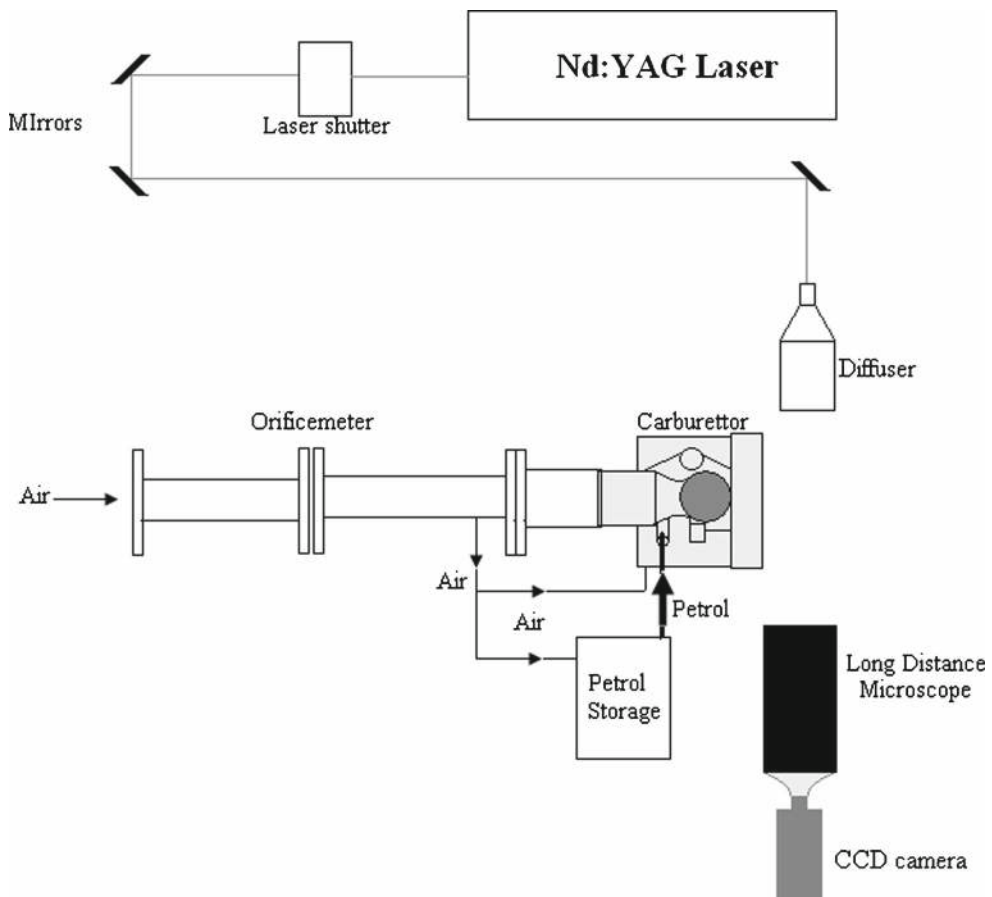 Nd:YAG Laser
Laser shutter
MIrrors
Diffuser
Orificemeter
Carburettor
Air
Air
Air
Petrol
Petrol
Storage
Long Distance
Microscope
CCD camera